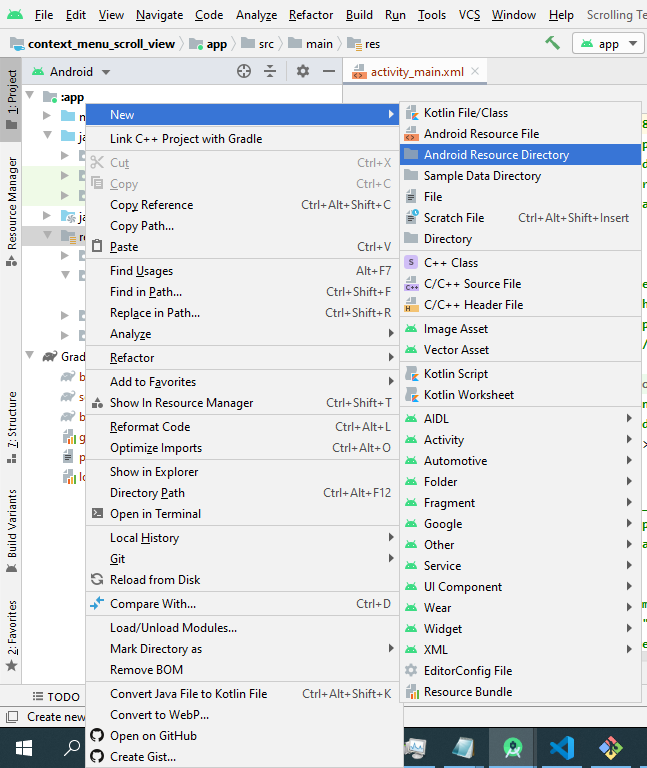 File Edit View Navigate Code Analyze Refactor Build Run Tools VCS Window Help Scrolling Te
context_menu_scroll_view app src main res app
1: Project
Android
activity_main.xml
:app
New
Link C++ Project with Gradle
Cut Ctrl+X
Copy Ctrl+C
Copy Reference Ctrl+Alt+Shift+C
Copy Path...
Paste Ctrl+V
Find Usages Alt+F7
Find in Path... Ctrl+Shift+F
Replace in Path... Ctrl+Shift+R
Analyze
Refactor
Add to Favorites
Show In Resource Manager Ctrl+Shift+T
Reformat Code Ctrl+Alt+L
Optimize Imports Ctrl+Alt+O
Show in Explorer
Directory Path Ctrl+Alt+F12
Open in Terminal
Local History
Git
Reload from Disk
Compare With... Ctrl+D
Load/Unload Modules...
Mark Directory as
Remove BOM
Convert Java File to Kotlin File Ctrl+Alt+Shift+K
Convert to WebP...
Open on GitHub
Create Gist...
Kotlin File/Class
Android Resource File
Android Resource Directory
Sample Data Directory
File
Scratch File Ctrl+Alt+Shift+Insert
Directory
C++ Class
C/C++ Source File
C/C++ Header File
Image Asset
Vector Asset
Kotlin Script
Kotlin Worksheet
AIDL
Activity
Automotive
Folder
Fragment
Google
Other
Service
UI Component
Wear
Widget
XML
EditorConfig File
Resource Bundle
Resource Manager
7: Structure
Build Variants
2: Favorites
Grad
TODO
Create new